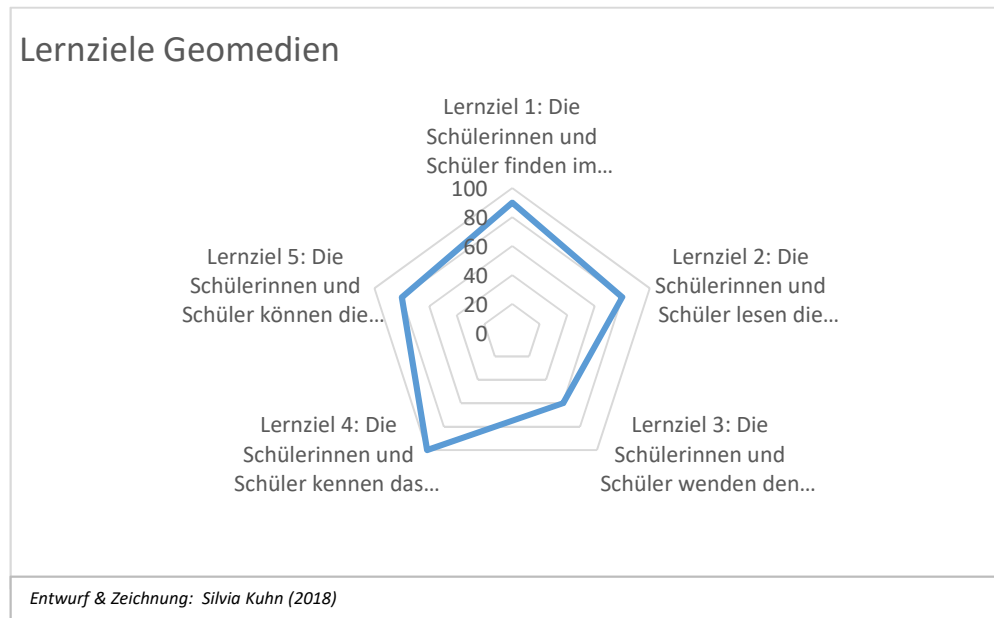 Lernziele Geomedien
Lernziel 1: Die
Schülerinnen und
Schüler finden im…
100
80
60
40
20
0
Lernziel 2: Die
Schülerinnen und
Schüler lesen die…
Lernziel 3: Die
Schülerinnen und
Schüler wenden den…
Lernziel 4: Die
Schülerinnen und
Schüler kennen das…
Lernziel 5: Die
Schülerinnen und
Schüler können die…
Entwurf & Zeichnung: Silvia Kuhn (2018)